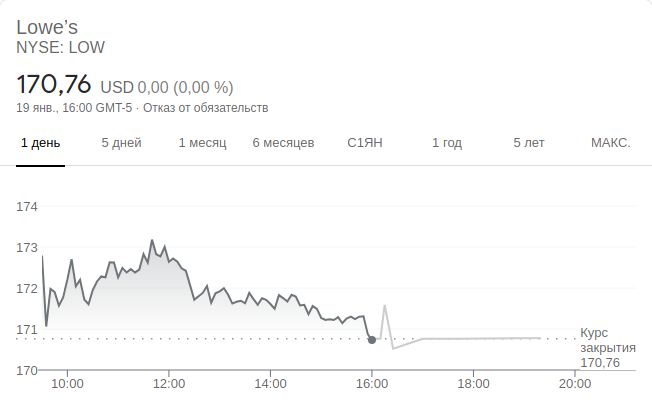 Lowe’s
NYSE: LOW
170,76 USD 0,00 (0,00 %)
19 янв., 16:00 GMT-5 · Отказ от обязательств
1 день 5 дней 1 месяц 6 месяцев С1ЯН 1 год 5 лет МАКС.
174
173
172
171
170
Курс
закрытия
170,76
10:00 12:00 14:00 16:00 18:00 20:00